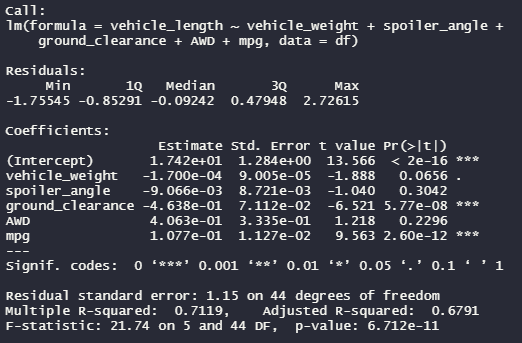 Call:
lm(formula = vehicle_length ~ vehicle_weight + spoiler_angle +
    ground_clearance + AWD + mpg, data = df)

Residuals:
     Min       1Q   Median       3Q      Max
-1.75545 -0.85291 -0.09242  0.47948  2.72615

Coefficients:
                   Estimate Std. Error t value Pr(>|t|)
(Intercept)       1.742e+01  1.284e+00  13.566  < 2e-16 ***
vehicle_weight   -1.700e-04  9.005e-05  -1.888   0.0656 .
spoiler_angle    -9.066e-03  8.721e-03  -1.040   0.3042
ground_clearance -4.638e-01  7.112e-02  -6.521 5.77e-08 ***
AWD               4.063e-01  3.335e-01   1.218   0.2296
mpg               1.077e-01  1.127e-02   9.563 2.60e-12 ***
---
Signif. codes:  0 ‘***’ 0.001 ‘**’ 0.01 ‘*’ 0.05 ‘.’ 0.1 ‘ ’ 1

Residual standard error: 1.15 on 44 degrees of freedom
Multiple R-squared:  0.7119,    Adjusted R-squared:  0.6791
F-statistic: 21.74 on 5 and 44 DF,  p-value: 6.712e-11